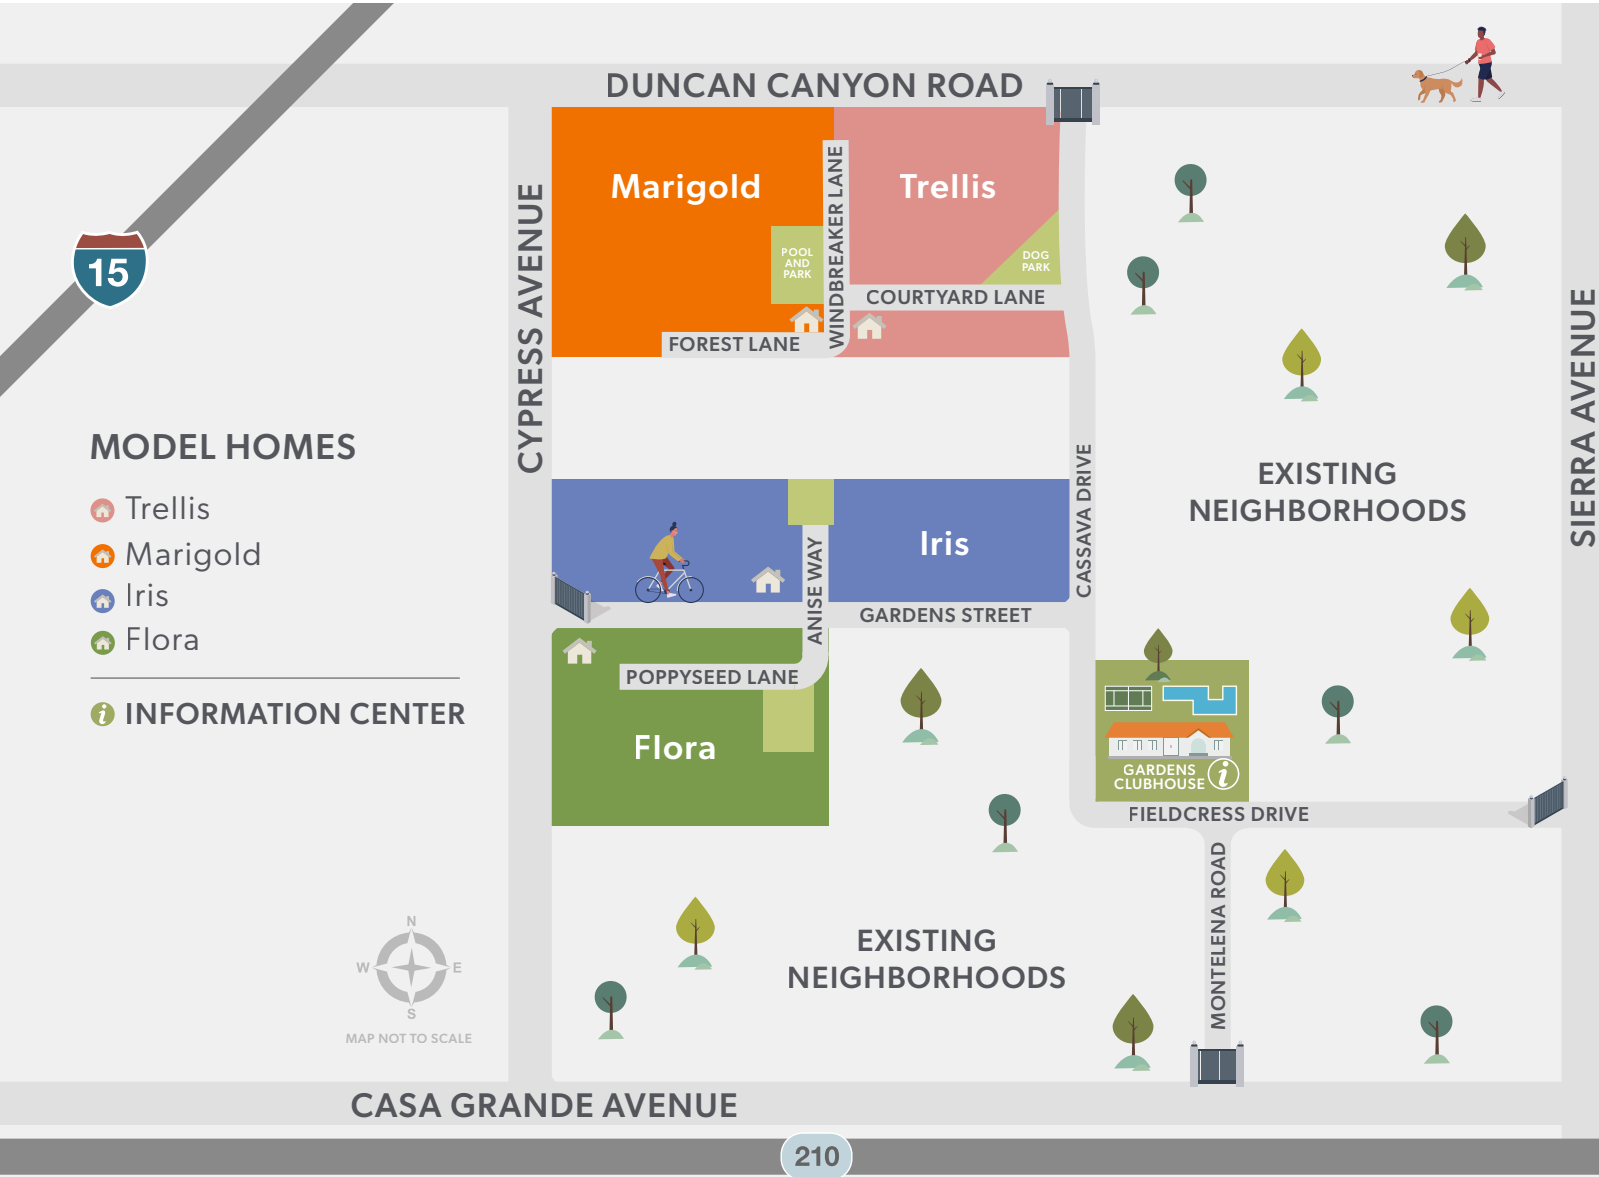 DUNCAN CANYON ROAD
Marigold
Trellis
WINDBREAKER LANE
POOL
AND
PARK
DOG
PARK
COURTYARD LANE
FOREST LANE
CYPRESS AVENUE
15
SIERRA AVENUE
MODEL HOMES
Trellis
Marigold
Iris
Flora
i INFORMATION CENTER
EXISTING
NEIGHBORHOODS
CASSAVA DRIVE
Iris
ANISE WAY
GARDENS STREET
POPPYSEED LANE
Flora
GARDENS
CLUBHOUSE i
FIELDCRESS DRIVE
MONTELENA ROAD
EXISTING
NEIGHBORHOODS
N
W E
S
MAP NOT TO SCALE
CASA GRANDE AVENUE
210